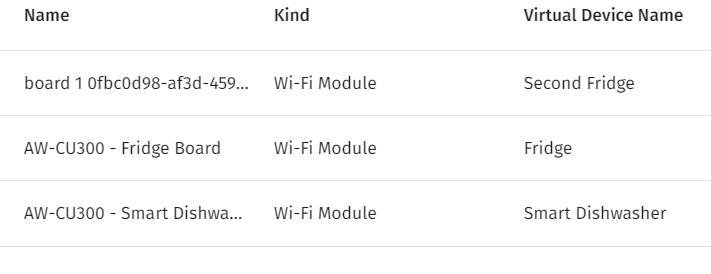 Name Kind Virtual Device Name
board 1 0fbc0d98-af3d-459... Wi-Fi Module Second Fridge
AW-CU300 - Fridge Board Wi-Fi Module Fridge
AW-CU300 - Smart Dishwa... Wi-Fi Module Smart Dishwasher